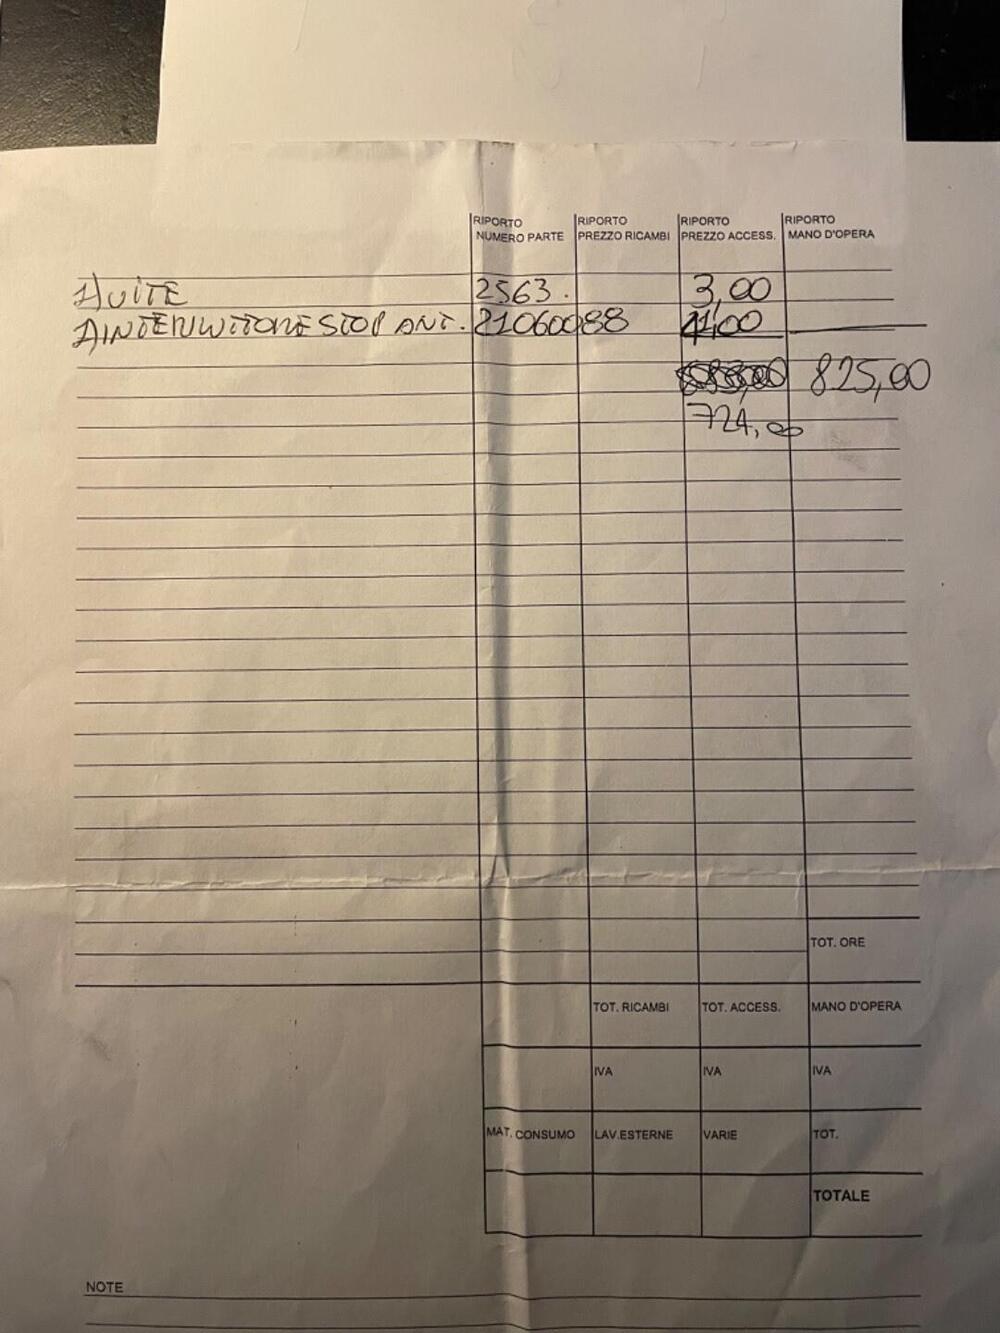 RIPORTO RIPORTO RIPORTO RIPORTO
NUMERO PARTE PREZZO RICAMBI PREZZO ACCESS. MANO D'OPERA
1) VITE 2563. 3,00
1) INTERRUTTORE STOP ANT. 21060088
825,00
724,00
TOT. ORE
TOT. RICAMBI TOT. ACCESS. MANO D'OPERA
IVA IVA IVA
MAT. CONSUMO LAV.ESTERNE VARIE TOT.
TOTALE
NOTE